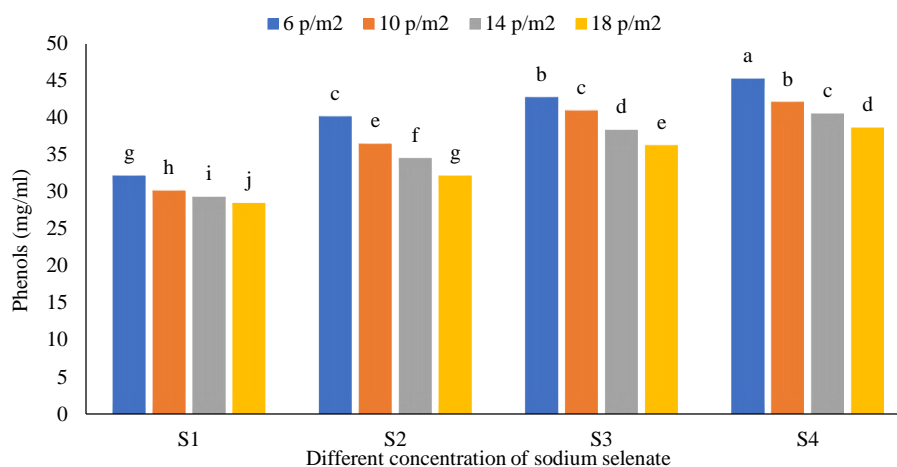 6 p/m2 10 p/m2 14 p/m2 18 p/m2
50
45
40
35
30
25
20
15
10
5
0
Phenols (mg/ml)
g h i j
c e f g
b c d e
a b c d
S1 S2 S3 S4
Different concentration of sodium selenate